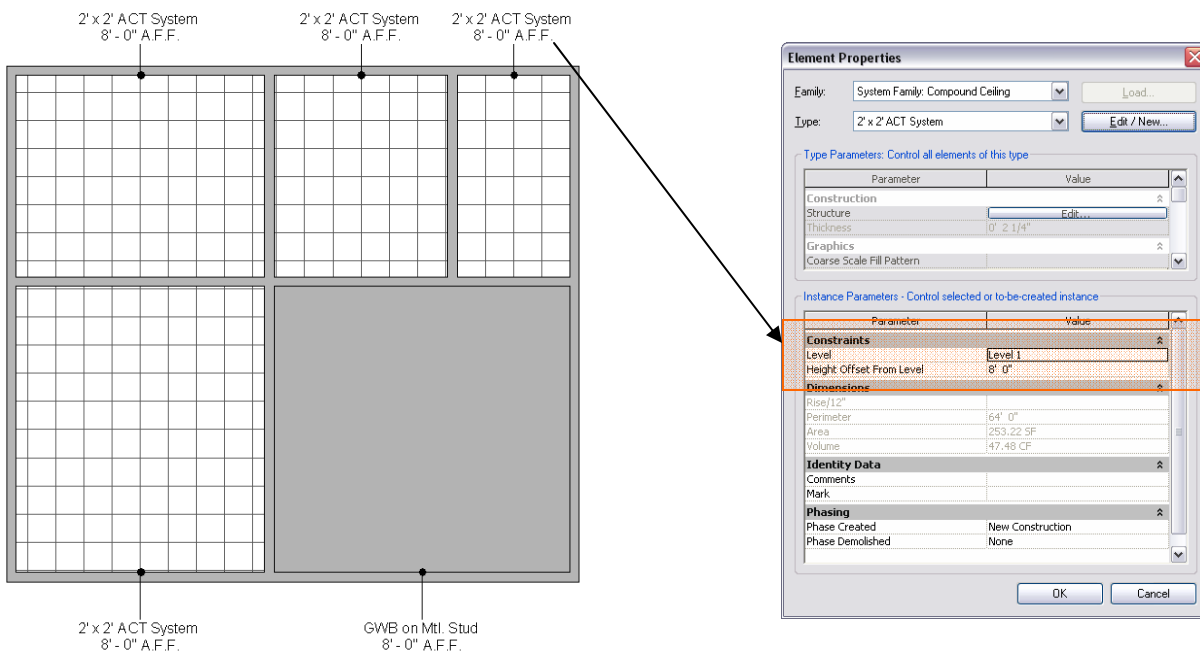 2' x 2' ACT System
8' - 0" A.F.F.
2' x 2' ACT System
8' - 0" A.F.F.
2' x 2' ACT System
8' - 0" A.F.F.
2' x 2' ACT System
8' - 0" A.F.F.
GWB on Mtl. Stud
8' - 0" A.F.F.
Element Properties
Family: System Family: Compound Ceiling Load...
Type: 2' x 2' ACT System Edit / New...
Type Parameters: Control all elements of this type
Parameter Value
Construction
Structure Edit...
Thickness 0' 2 1/4"
Graphics
Coarse Scale Fill Pattern
Instance Parameters - Control selected or to-be-created instance
Parameter Value
Constraints
Level Level 1
Height Offset From Level 8' 0"
Dimensions
Rise/12"
Perimeter 64' 0"
Area 253.22 SF
Volume 47.48 CF
Identity Data
Comments
Mark
Phasing
Phase Created New Construction
Phase Demolished None
OK Cancel